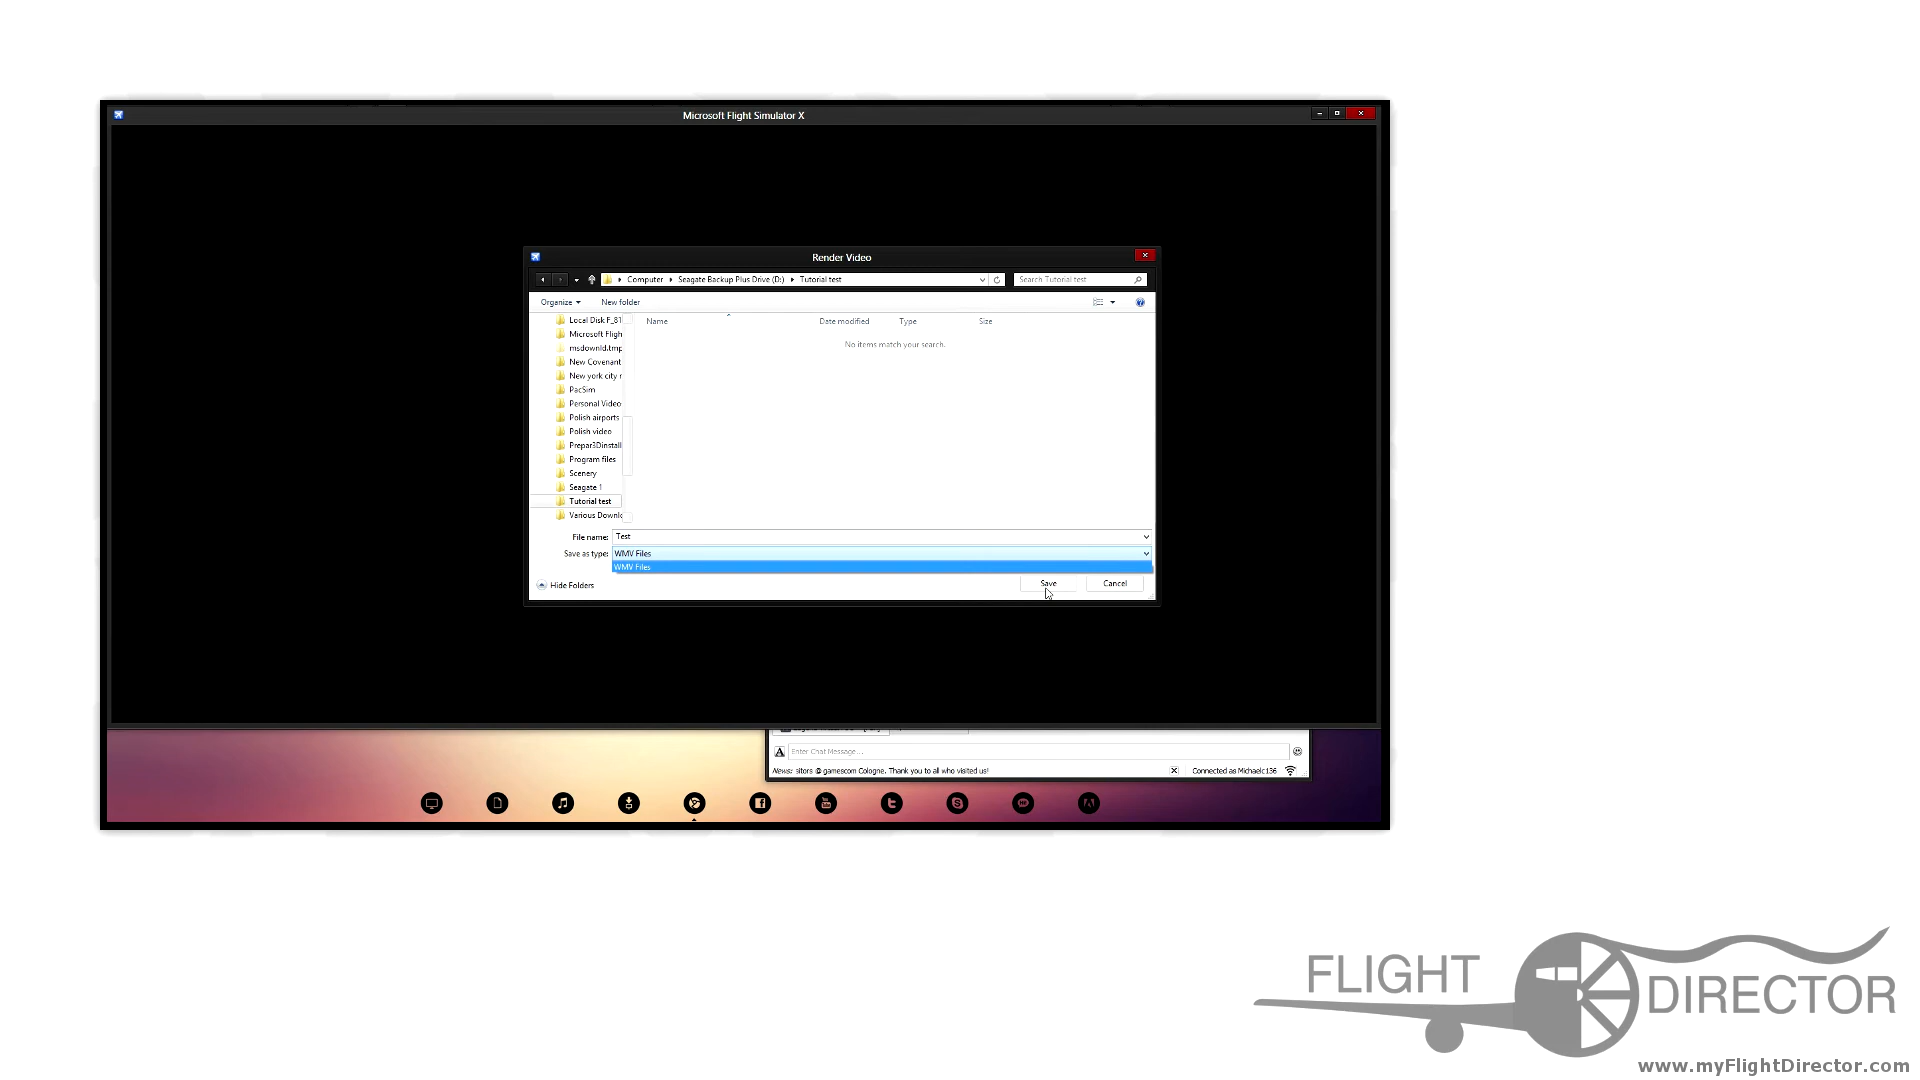 Microsoft Flight Simulator X
Render Video
Computer Seagate Backup Plus Drive (D:) Tutorial test
Search Tutorial test
Organize New folder
Name Date modified Type Size
No items match your search.
Local Disk F_81
Microsoft Fligh
msdownld.tmp
New Covenant
New york city r
PacSim
Personal Video
Polish airports
Polish video
Prepar3Dinstall
Program files
Scenery
Seagate 1
Tutorial test
Various Downlo
File name: Test
Save as type: WMV Files
WMV Files
Hide Folders
Save Cancel
A Enter Chat Message...
News: sitors @ gamescom Cologne. Thank you to all who visited us!
Connected as Michaelc136
FLIGHT
DIRECTOR
www.myFlightDirector.com